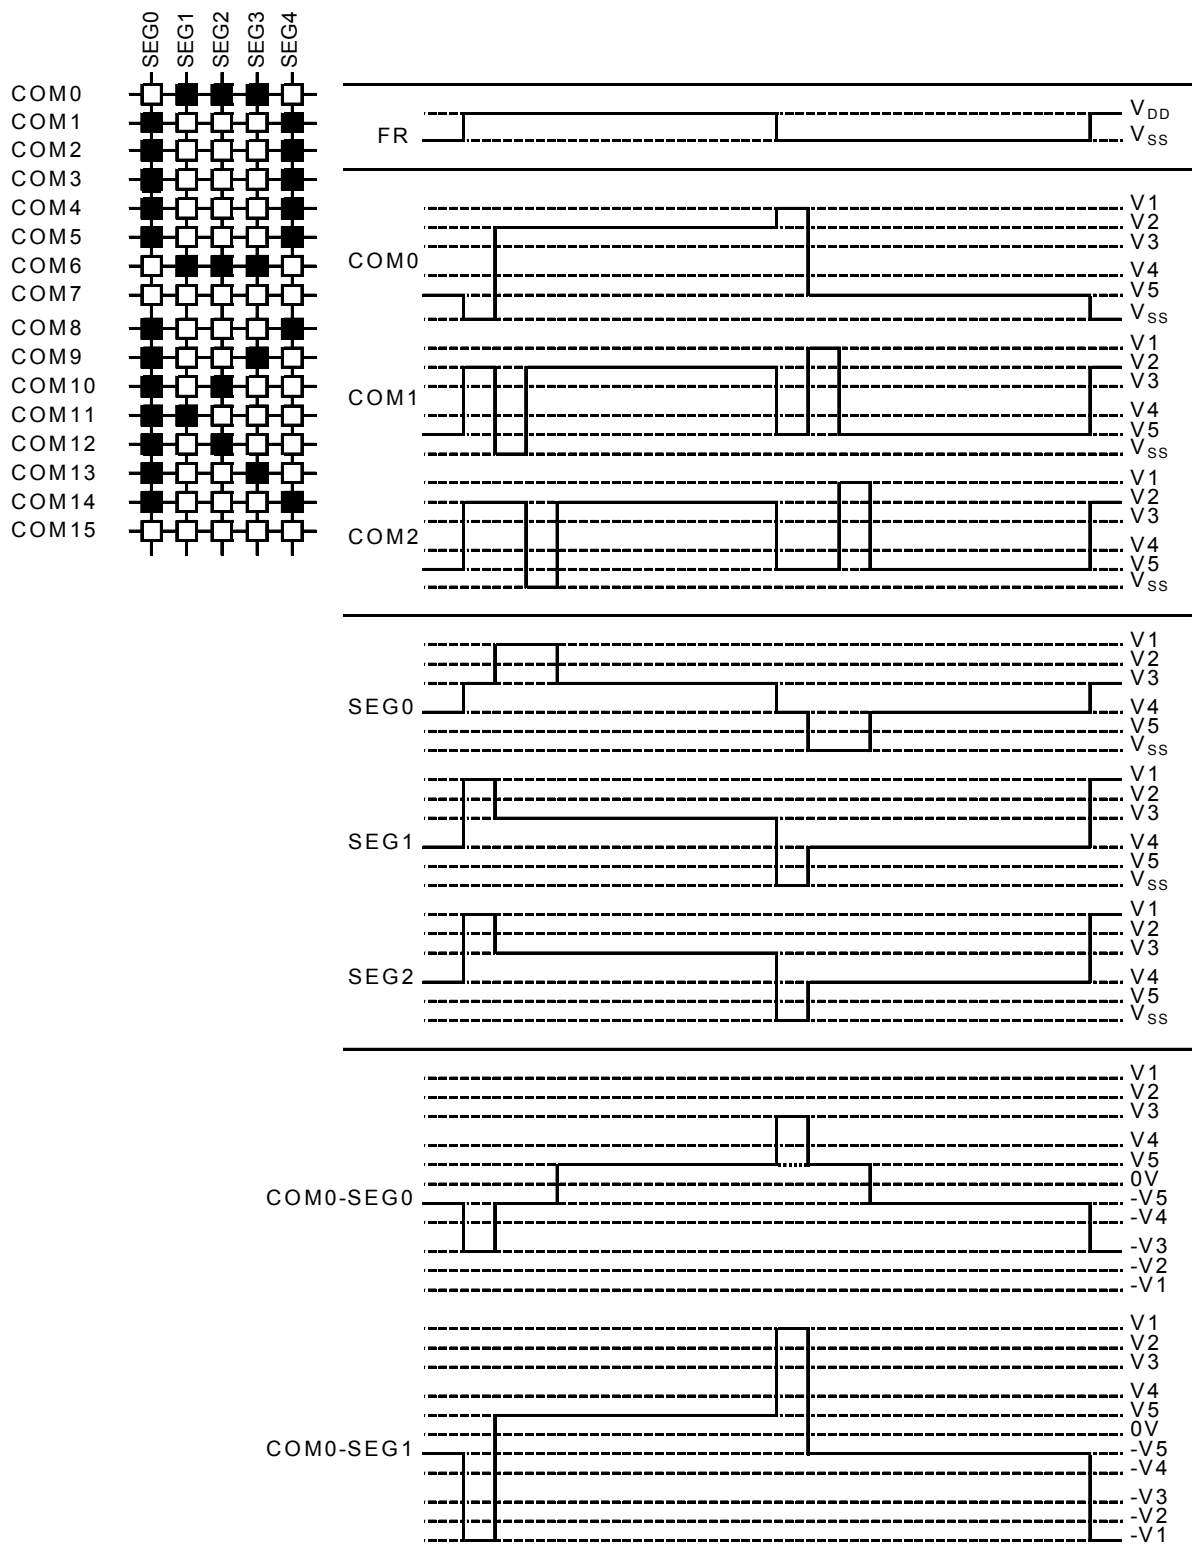 SEG0 SEG1 SEG2 SEG3 SEG4
COM0
COM1
COM2
COM3
COM4
COM5
COM6
COM7
COM8
COM9
COM10
COM11
COM12
COM13
COM14
COM15
FR
VDD
VSS
COM0
V1
V2
V3
V4
V5
VSS
COM1
V1
V2
V3
V4
V5
VSS
COM2
V1
V2
V3
V4
V5
VSS
SEG0
V1
V2
V3
V4
V5
VSS
SEG1
V1
V2
V3
V4
V5
VSS
SEG2
V1
V2
V3
V4
V5
VSS
COM0-SEG0
V1
V2
V3
V4
V5
0V
-V5
-V4
-V3
-V2
-V1
COM0-SEG1
V1
V2
V3
V4
V5
0V
-V5
-V4
-V3
-V2
-V1